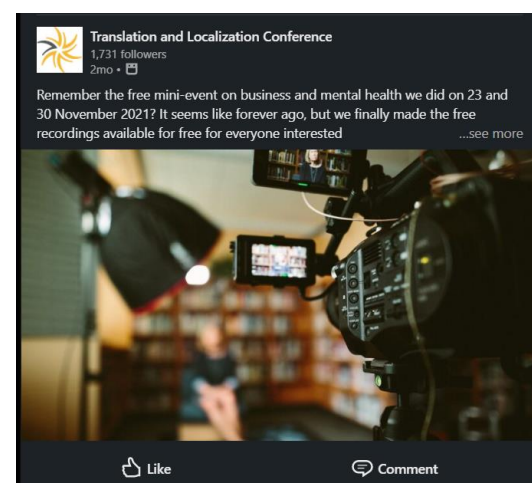 Translation and Localization Conference
1,731 followers
2mo •
Remember the free mini-event on business and mental health we did on 23 and
30 November 2021? It seems like forever ago, but we finally made the free
recordings available for free for everyone interested ...see more
Like Comment